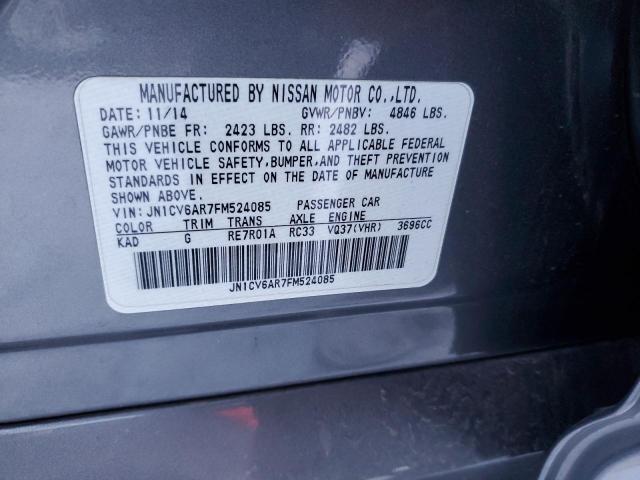 MANUFACTURED BY NISSAN MOTOR CO.,LTD.
DATE: 11/14 GVWR/PNBV: 4846 LBS.
GAWR/PNBE FR: 2423 LBS. RR: 2482 LBS.
THIS VEHICLE CONFORMS TO ALL APPLICABLE FEDERAL
MOTOR VEHICLE SAFETY,BUMPER,AND THEFT PREVENTION
STANDARDS IN EFFECT ON THE DATE OF MANUFACTURE
SHOWN ABOVE.
VIN: JN1CV6AR7FM524085 PASSENGER CAR
COLOR TRIM TRANS AXLE ENGINE
KAD G RE7R01A RC33 VQ37(VHR) 3696CC
JN1CV6AR7FM524085